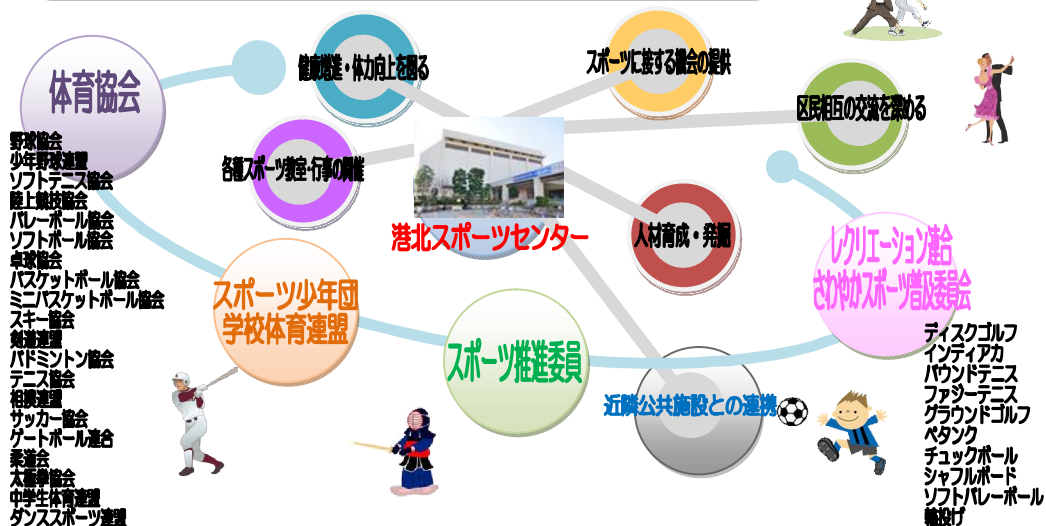 体育協会
野球協会
少年野球連盟
ソフトテニス協会
陸上競技協会
バレーボール協会
ソフトボール協会
卓球協会
バスケットボール協会
ミニバスケットボール協会
スキー協会
剣道連盟
バドミントン協会
テニス協会
相撲連盟
サッカー協会
ゲートボール連合
柔道会
太極拳協会
中学生体育連盟
ダンススポーツ連盟
健康増進・体力向上を図る
スポーツに接する機会の提供
区民相互の交流を深める
各種スポーツ教室・行事の開催
港北スポーツセンター
人材育成・発掘
スポーツ少年団
学校体育連盟
スポーツ推進委員
近隣公共施設との連携
レクリエーション連合
さわやかスポーツ普及委員会
ディスクゴルフ
インディアカ
バウンドテニス
ファジーテニス
グラウンドゴルフ
ペタンク
チュックボール
シャフルボード
ソフトバレーボール
輪投げ